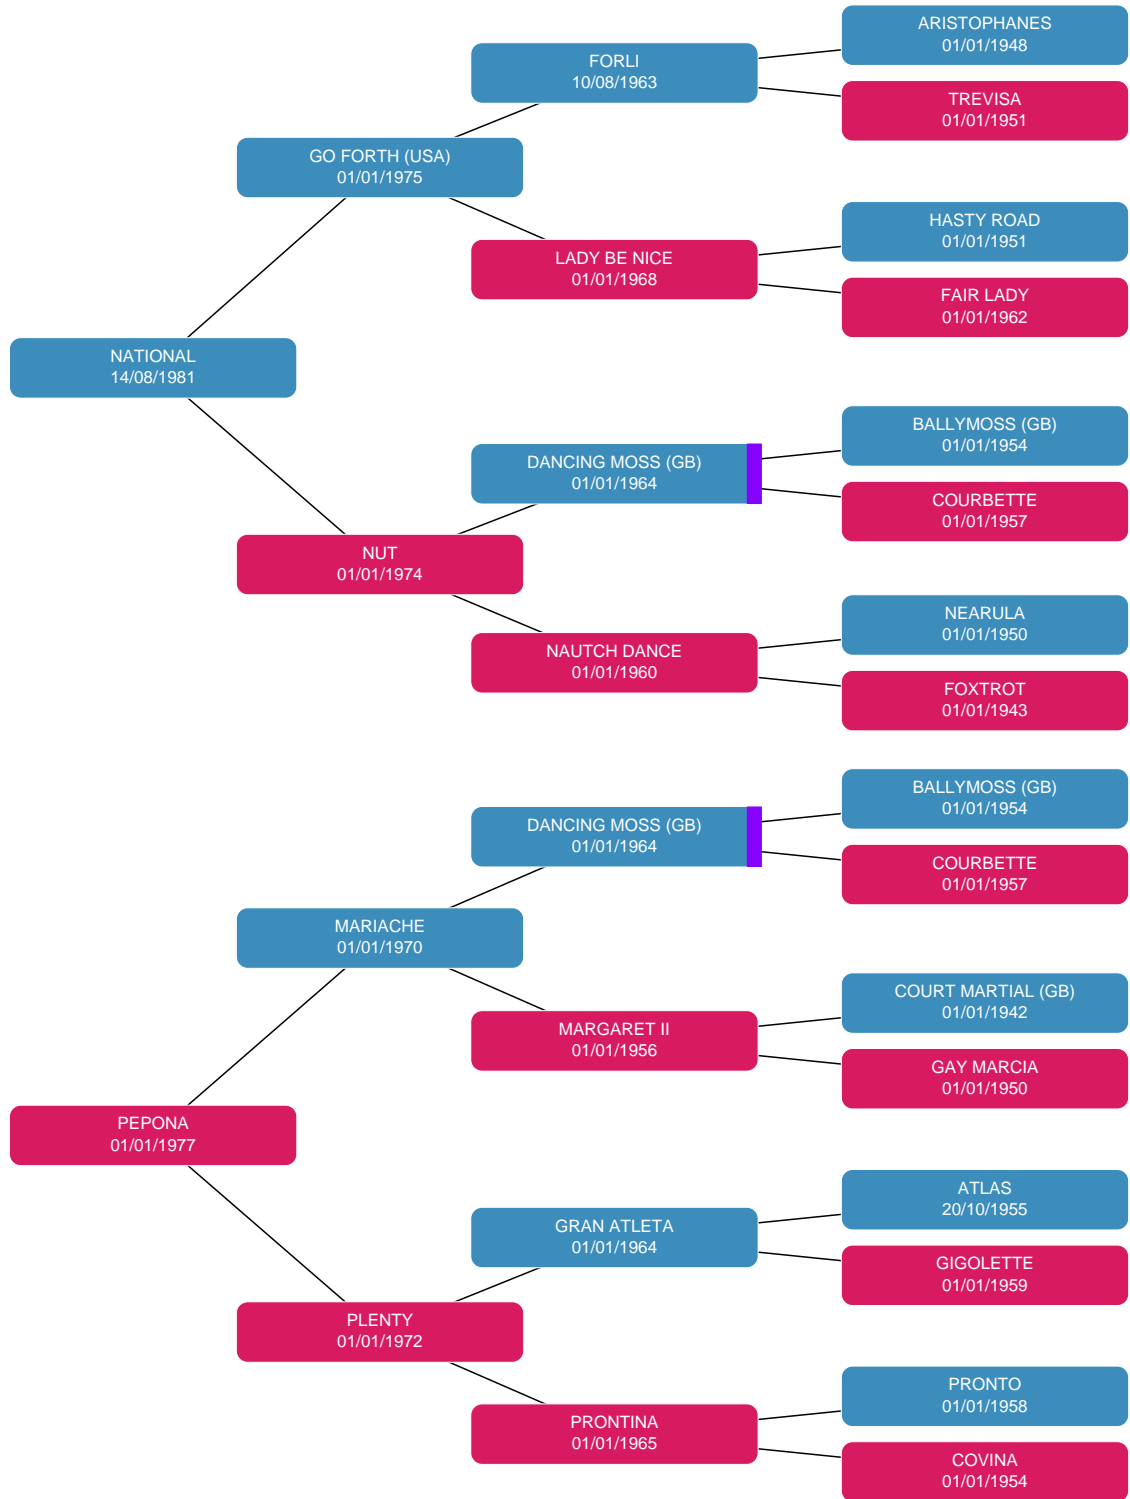 ARISTOPHANES
01/01/1948
FORLI
10/08/1963
TREVISA
01/01/1951
GO FORTH (USA)
01/01/1975
HASTY ROAD
01/01/1951
LADY BE NICE
01/01/1968
FAIR LADY
01/01/1962
NATIONAL
14/08/1981
BALLYMOSS (GB)
01/01/1954
DANCING MOSS (GB)
01/01/1964
COURBETTE
01/01/1957
NUT
01/01/1974
NEARULA
01/01/1950
NAUTCH DANCE
01/01/1960
FOXTROT
01/01/1943
BALLYMOSS (GB)
01/01/1954
DANCING MOSS (GB)
01/01/1964
COURBETTE
01/01/1957
MARIACHE
01/01/1970
COURT MARTIAL (GB)
01/01/1942
MARGARET II
01/01/1956
GAY MARCIA
01/01/1950
PEPONA
01/01/1977
ATLAS
20/10/1955
GRAN ATLETA
01/01/1964
GIGOLETTE
01/01/1959
PLENTY
01/01/1972
PRONTO
01/01/1958
PRONTINA
01/01/1965
COVINA
01/01/1954